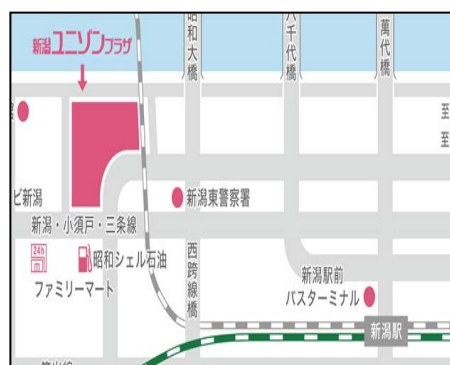 新潟ユニゾンプラザ
昭和大橋
八千代橋
萬代橋
至
至
ビ新潟
新潟東警察署
新潟・小須戸・三条線
24h
昭和シェル石油
ファミリーマート
西跨線橋
新潟駅前
バスターミナル
新潟駅